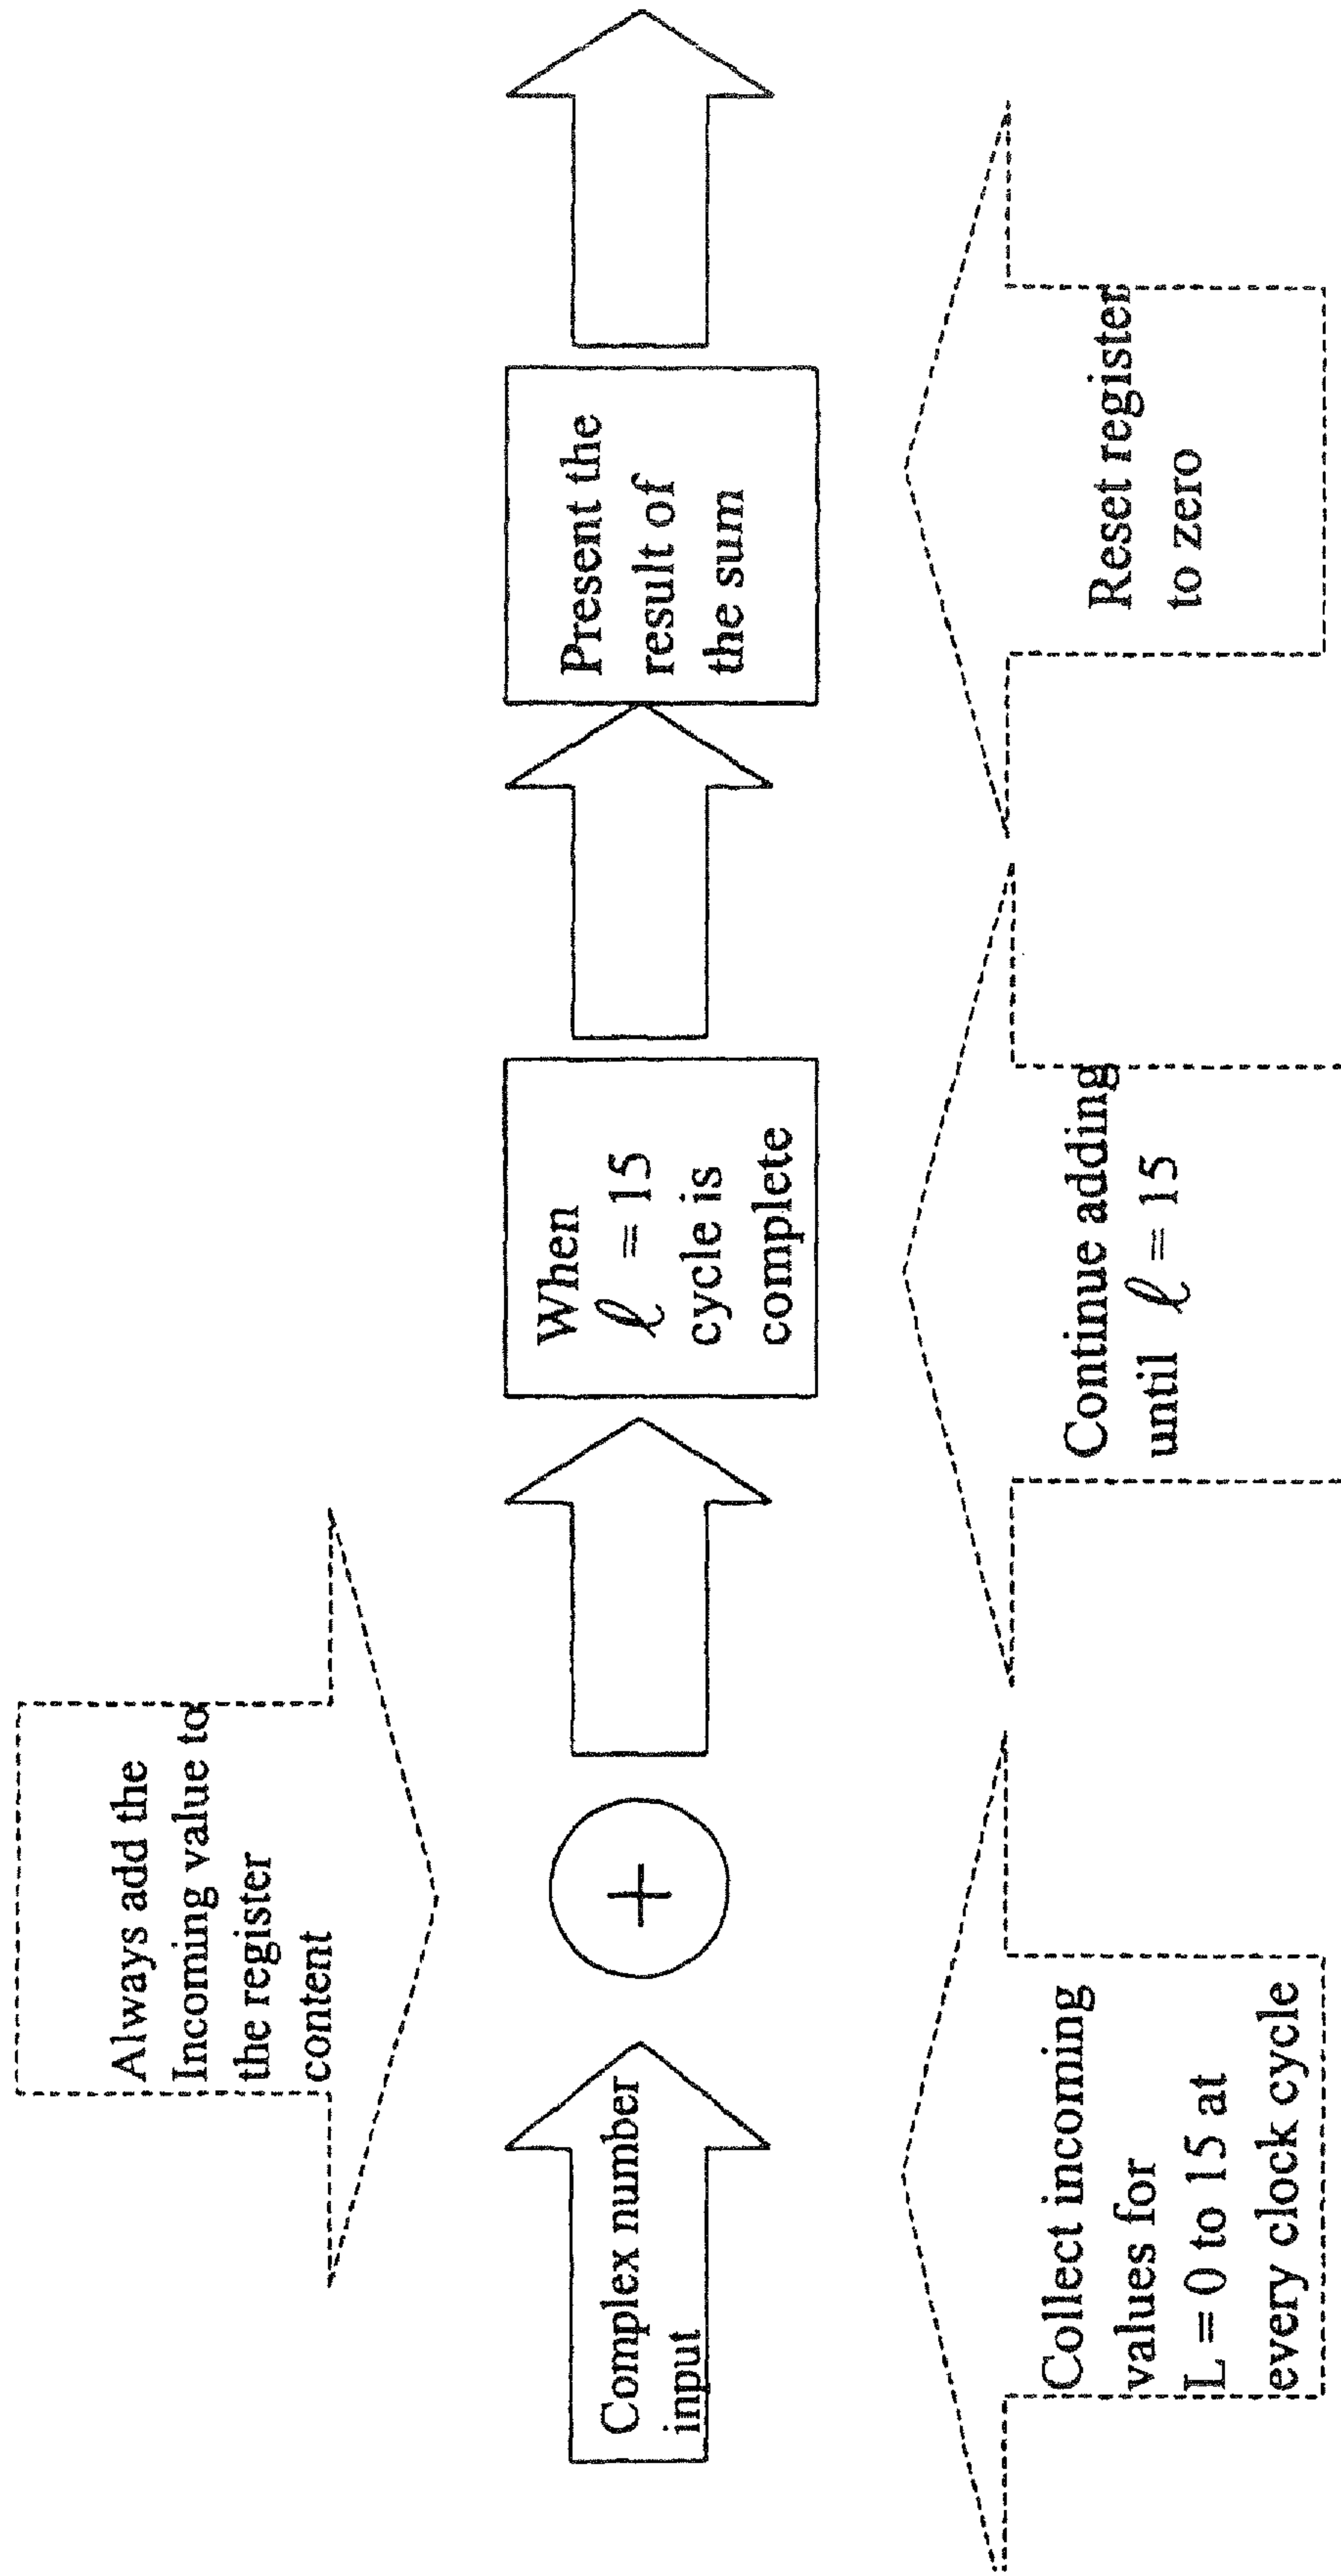 Always add the
Incoming value to
the register
content
Complex number
input
+
When
ℓ = 15
cycle is
complete
Present the
result of
the sum
Collect incoming
values for
L = 0 to 15 at
every clock cycle
Continue adding
until ℓ = 15
Reset register
to zero